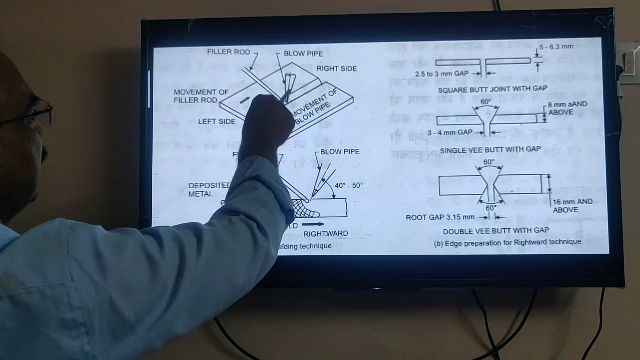 FILLER ROD
BLOW PIPE
RIGHT SIDE
MOVEMENT OF
FILLER ROD
MOVEMENT OF
BLOW PIPE
LEFT SIDE
BLOW PIPE
DEPOSITED
METAL
40° - 50°
RIGHTWARD
technique
5 - 6.3 mm
2.5 to 3 mm GAP
SQUARE BUTT JOINT WITH GAP
60°
8 mm aAND
ABOVE
3 - 4 mm GAP
SINGLE VEE BUTT WITH GAP
60°
16 mm AND
ABOVE
60°
ROOT GAP 3.15 mm
DOUBLE VEE BUTT WITH GAP
(b) Edge preparation for Rightward technique